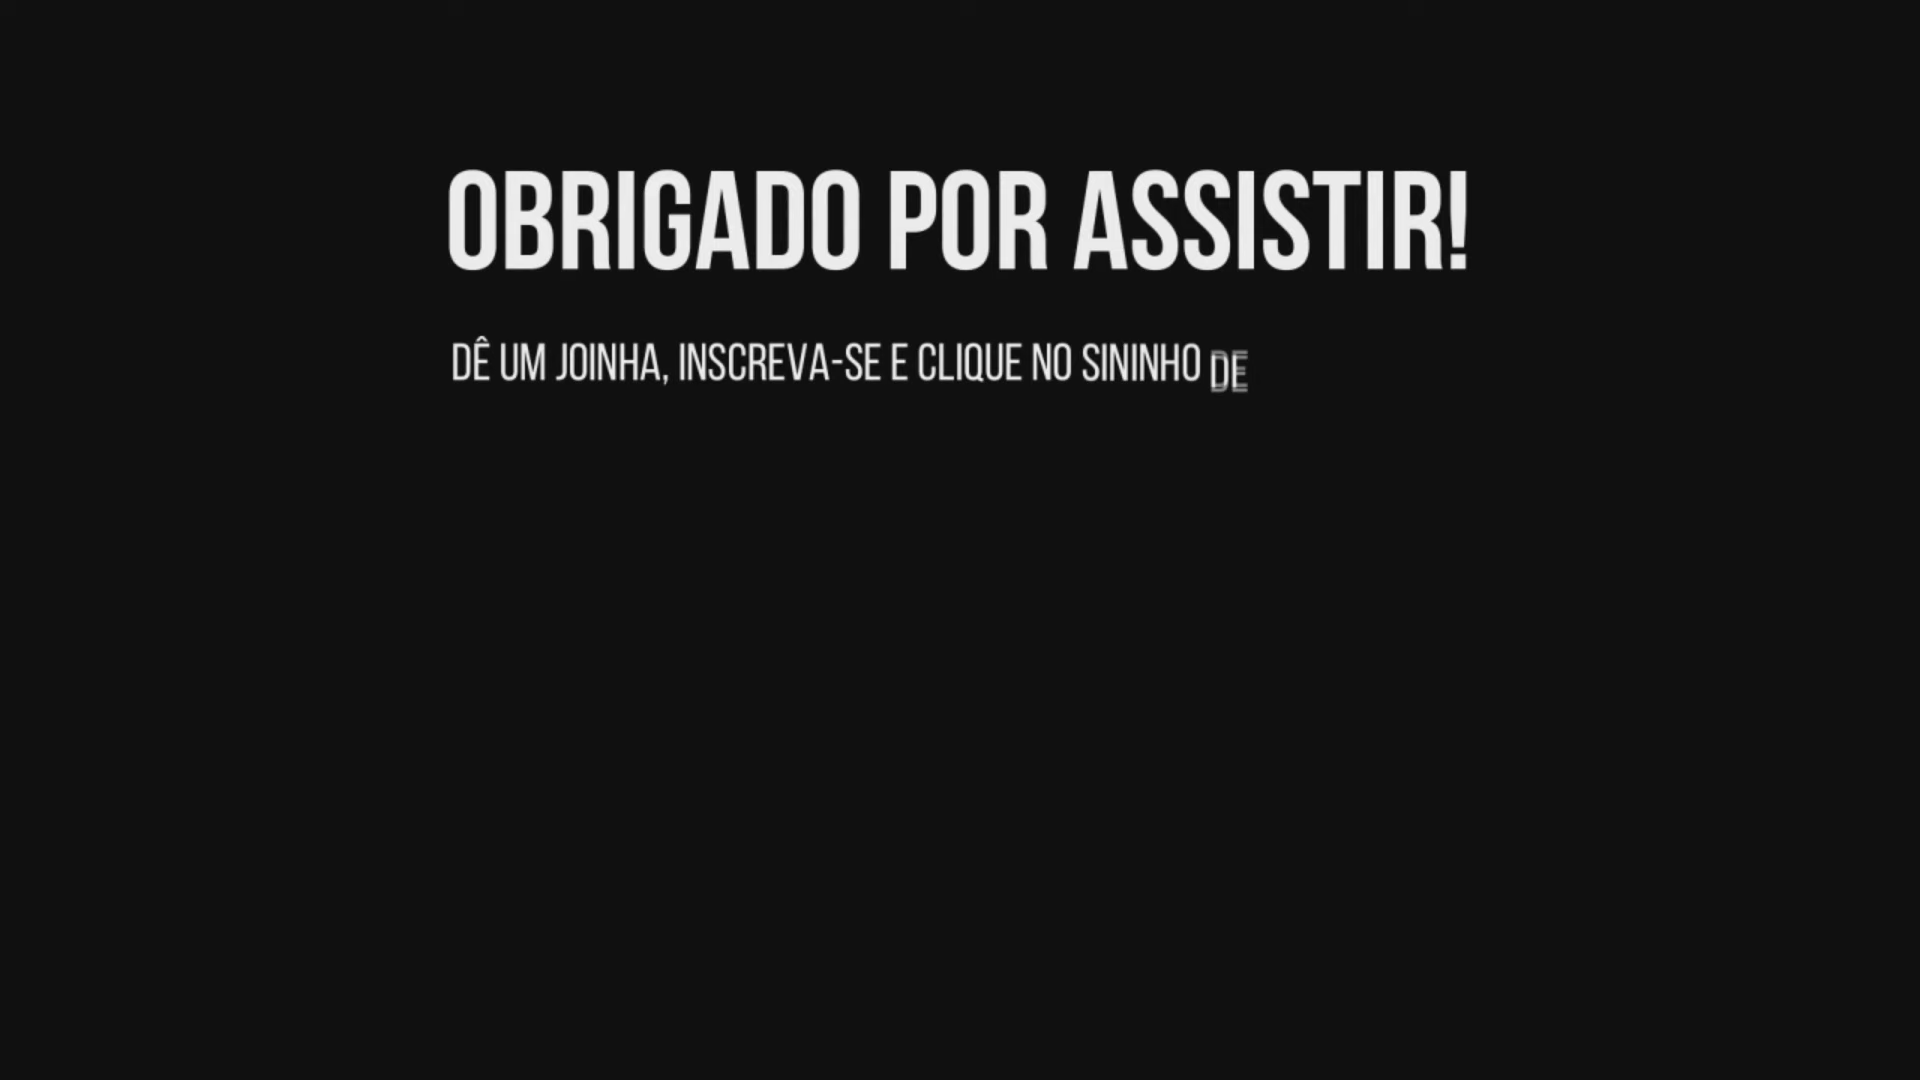 OBRIGADO POR ASSISTIR!
DÊ UM JOINHA, INSCREVA-SE E CLIQUE NO SININHO DE